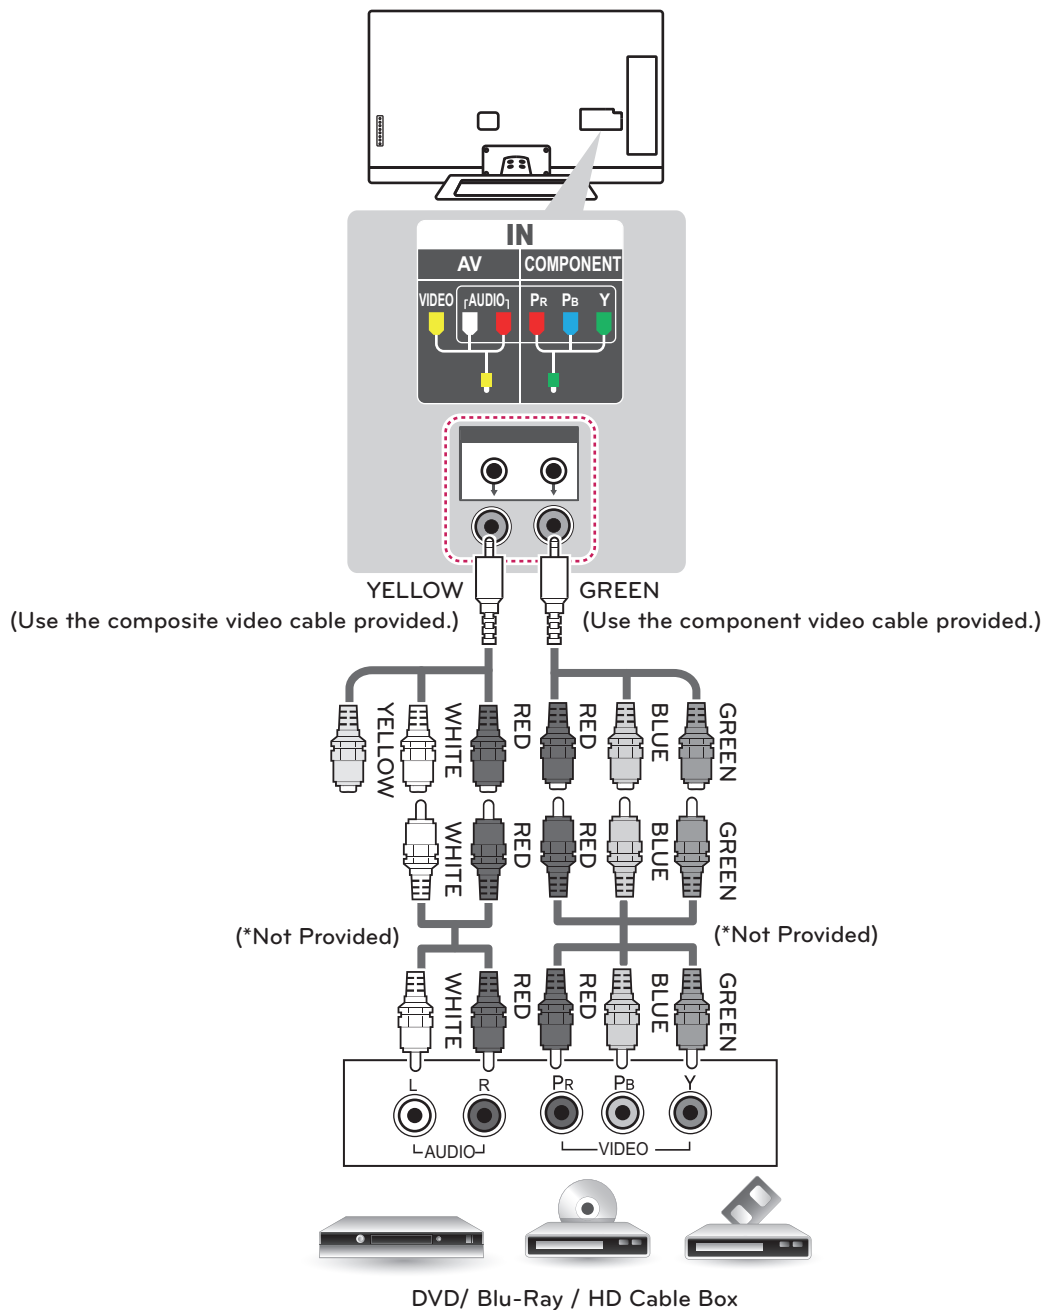 IN
AV COMPONENT
VIDEO AUDIO PR PB Y
YELLOW GREEN
(Use the composite video cable provided.) (Use the component video cable provided.)
YELLOW WHITE RED RED BLUE GREEN
WHITE RED RED BLUE GREEN
(*Not Provided) (*Not Provided)
WHITE RED RED BLUE GREEN
L R PR PB Y
AUDIO VIDEO
DVD/ Blu-Ray / HD Cable Box